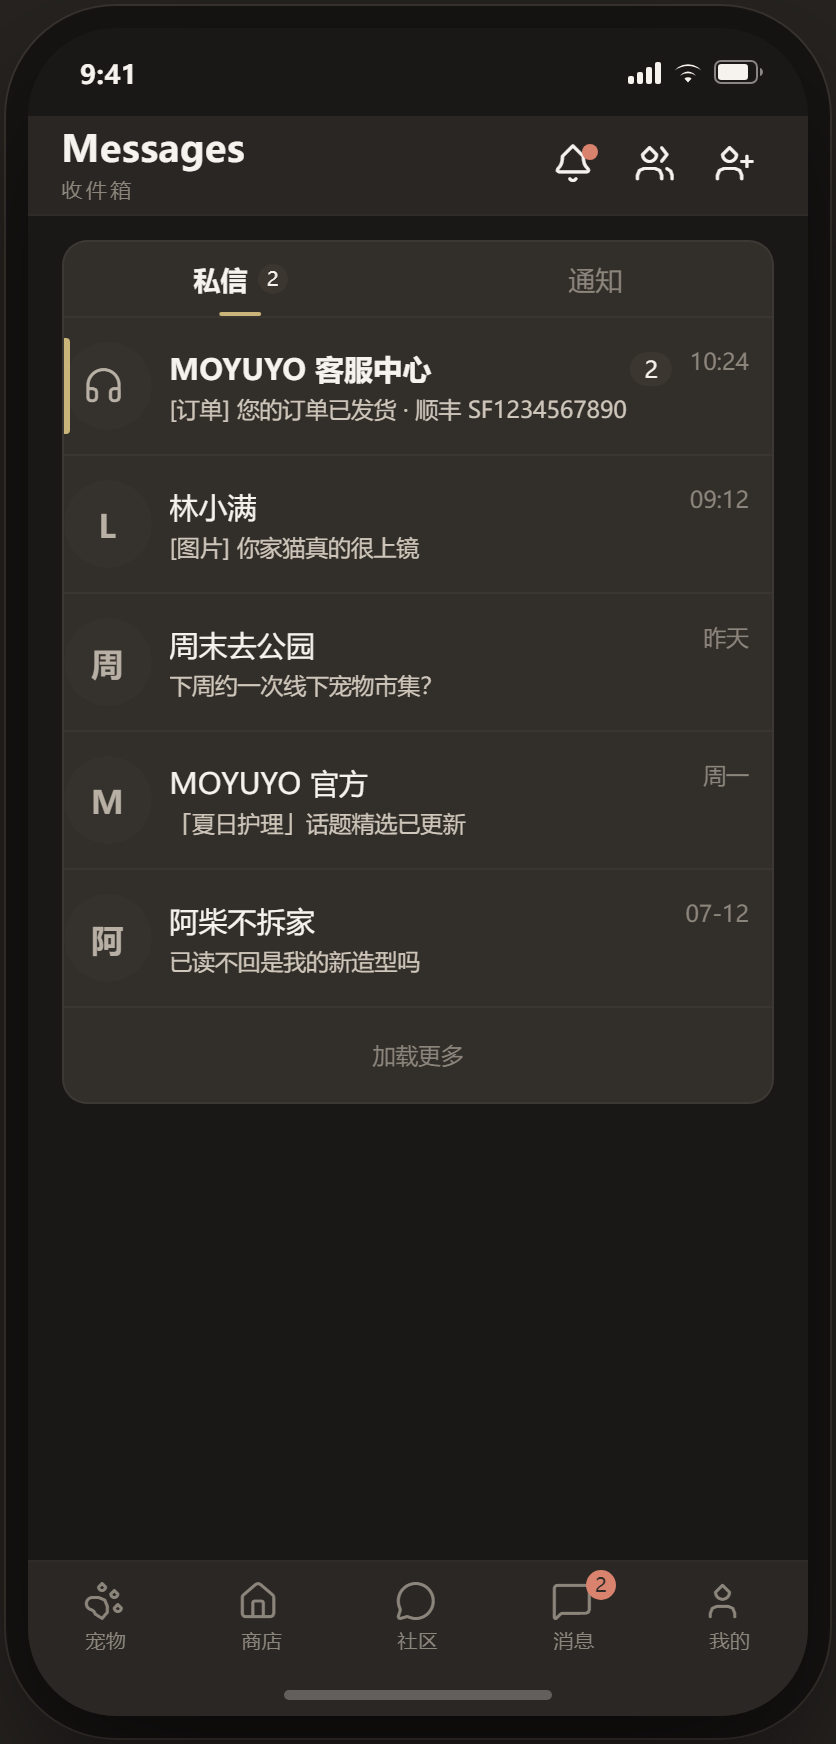 9:41
Messages
收件箱
私信 2
通知
MOYUYO 客服中心
2
10:24
[订单] 您的订单已发货 · 顺丰 SF1234567890
L
林小满
09:12
[图片] 你家猫真的很上镜
周
周末去公园
昨天
下周约一次线下宠物市集?
M
MOYUYO 官方
周一
「夏日护理」话题精选已更新
阿
阿柴不拆家
07-12
已读不回是我的新造型吗
加载更多
2
宠物
商店
社区
消息
我的